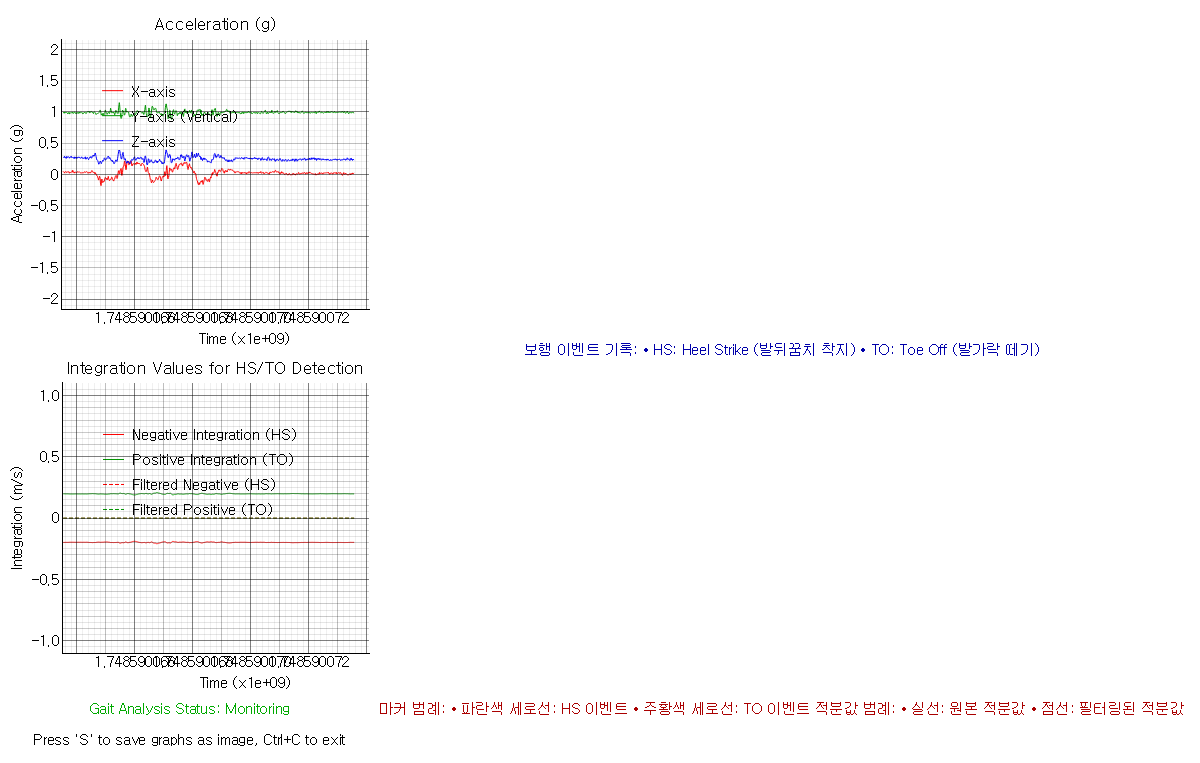 Acceleration (g)
2
1.5
1
0.5
0
-0.5
-1
-1.5
-2
Acceleration (g)
X-axis
Y-axis (Vertical)
Z-axis
Time (x1e+09)
보행 이벤트 기록: • HS: Heel Strike (발뒤꿈치 착지) • TO: Toe Off (발가락 떼기)
Integration Values for HS/TO Detection
1.0
0.5
0
-0.5
-1.0
Integration (m/s)
Negative Integration (HS)
Positive Integration (TO)
Filtered Negative (HS)
Filtered Positive (TO)
Time (x1e+09)
Gait Analysis Status: Monitoring
마커 범례: • 파란색 세로선: HS 이벤트 • 주황색 세로선: TO 이벤트 적분값 범례: • 실선: 원본 적분값 • 점선: 필터링된 적분값
Press 'S' to save graphs as image, Ctrl+C to exit